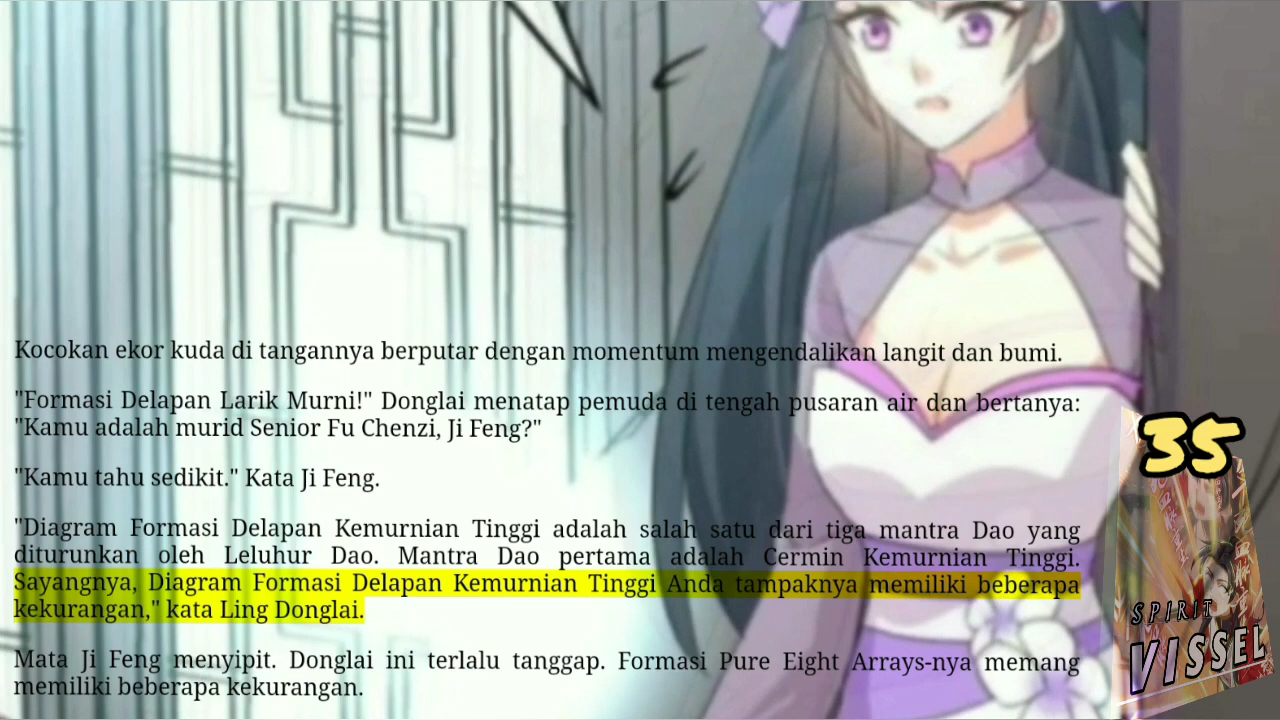 Kocokan ekor kuda di tangannya berputar dengan momentum mengendalikan langit dan bumi.
"Formasi Delapan Larik Murni!" Donglai menatap pemuda di tengah pusaran air dan bertanya:
"Kamu adalah murid Senior Fu Chenzi, Ji Feng?"
"Kamu tahu sedikit." Kata Ji Feng.
"Diagram Formasi Delapan Kemurnian Tinggi adalah salah satu dari tiga mantra Dao yang
diturunkan oleh Leluhur Dao. Mantra Dao pertama adalah Cermin Kemurnian Tinggi.
Sayangnya, Diagram Formasi Delapan Kemurnian Tinggi Anda tampaknya memiliki beberapa
kekurangan," kata Ling Donglai.
Mata Ji Feng menyipit. Donglai ini terlalu tanggap. Formasi Pure Eight Arrays-nya memang
memiliki beberapa kekurangan.
35
SPIRIT
VISSEL